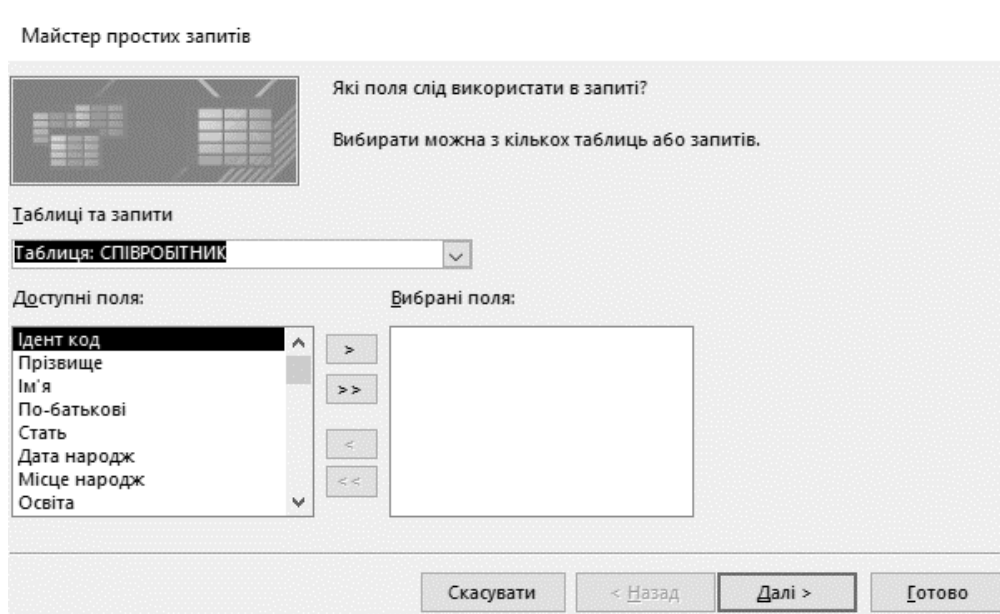 Майстер простих запитів
Які поля слід використати в запиті?
Вибирати можна з кількох таблиць або запитів.
Таблиці та запити
Таблиця: СПІВРОБІТНИК
Доступні поля:
Вибрані поля:
Ідент код
Прізвище
Ім'я
По-батькові
Стать
Дата народж
Місце народж
Освіта
>
>>
<
<<
Скасувати
< Назад
Далі >
Готово